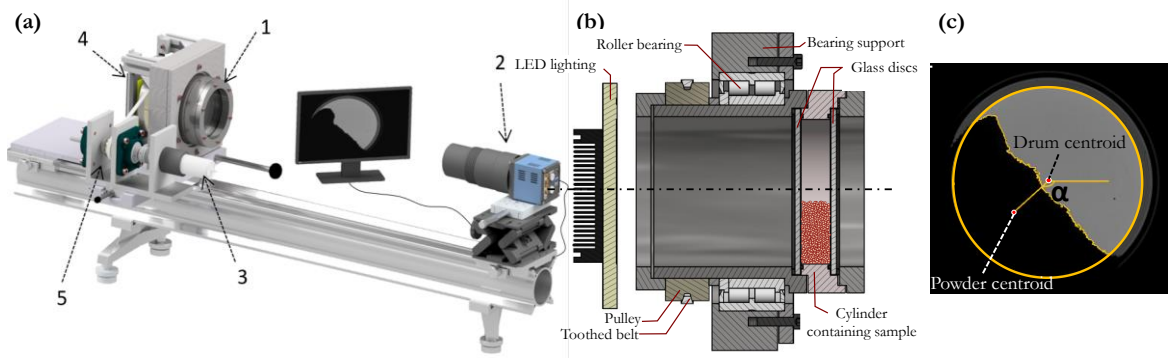 (a)
4
1
2
3
5
(b)
Roller bearing
LED lighting
Bearing support
Glass discs
Pulley
Toothed belt
Cylinder
containing sample
(c)
Drum centroid
α
Powder centroid